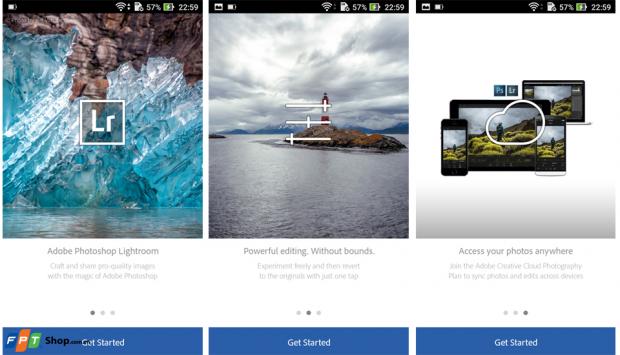 57% 22:59
Lr
Adobe Photoshop Lightroom
Craft and share pro-quality images
with the magic of Adobe Photoshop.
Get Started
FPT Shop.com
57% 22:59
Powerful editing. Without bounds.
Experiment freely and then revert
to the originals with just one tap.
Get Started
57% 22:59
Ps Lr
Access your photos anywhere
Join the Adobe Creative Cloud Photography
Plan to sync photos and edits across devices
Get Started